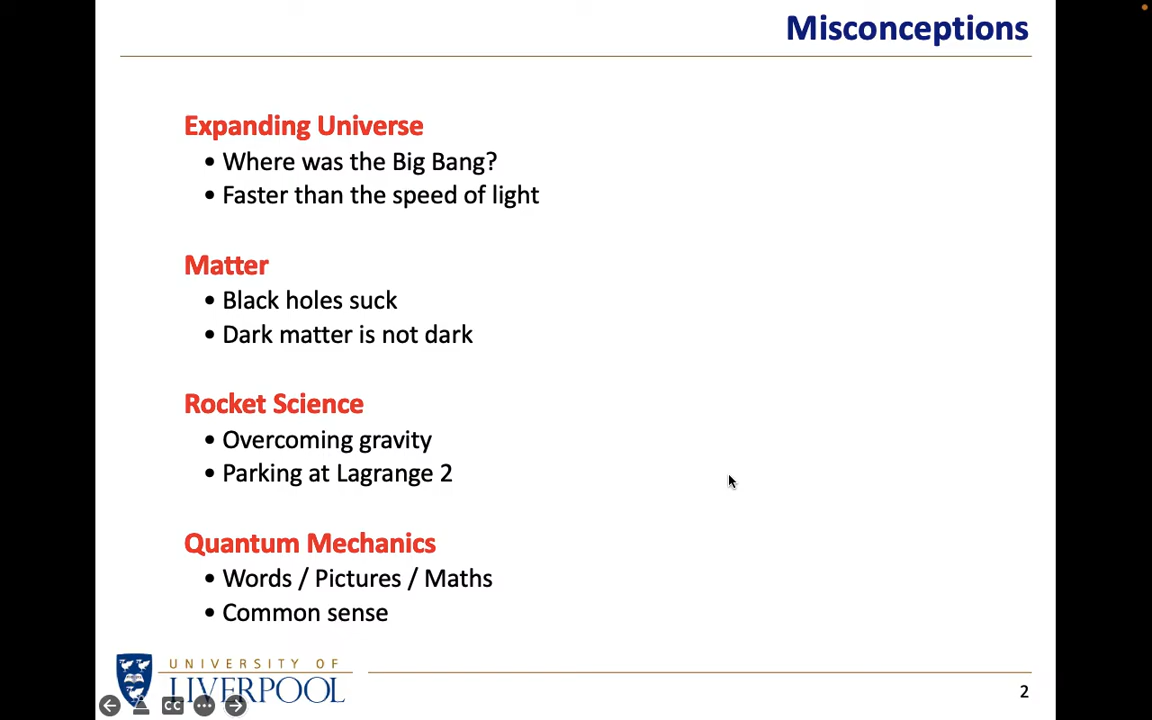 Misconceptions
Expanding Universe
• Where was the Big Bang?
• Faster than the speed of light
Matter
• Black holes suck
• Dark matter is not dark
Rocket Science
• Overcoming gravity
• Parking at Lagrange 2
Quantum Mechanics
• Words / Pictures / Maths
• Common sense
UNIVERSITY OF
LIVERPOOL
CC
2